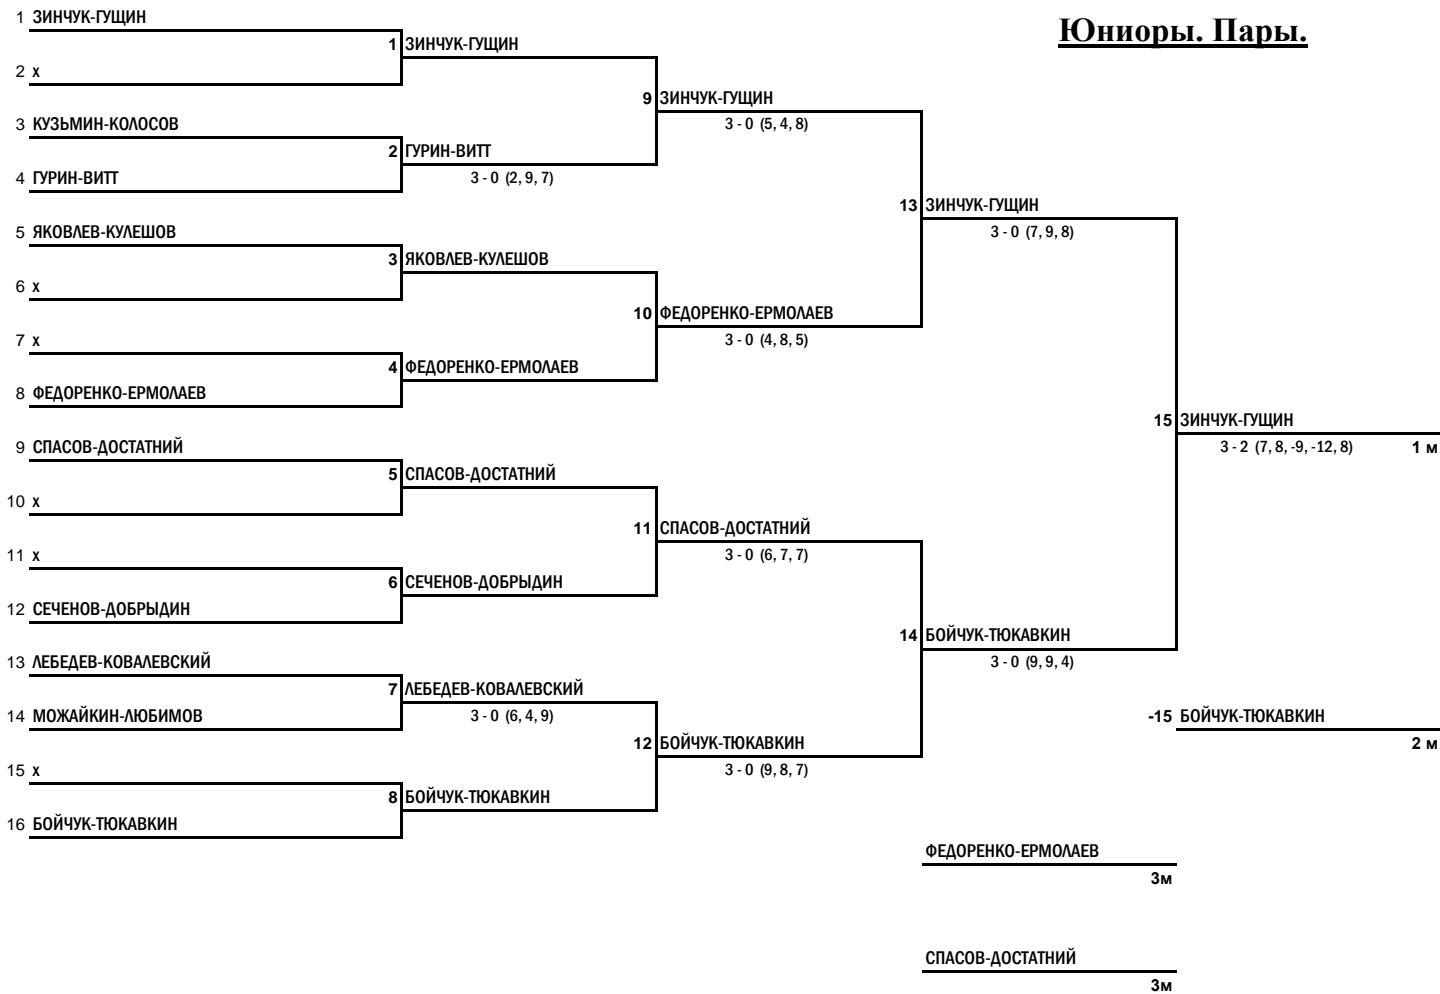 1 ЗИНЧУК-ГУЩИН
Юниоры. Пары.
1 ЗИНЧУК-ГУЩИН
2 х
9 ЗИНЧУК-ГУЩИН
3 КУЗЬМИН-КОЛОСОВ
3 - 0 (5, 4, 8)
2 ГУРИН-ВИТТ
4 ГУРИН-ВИТТ
3 - 0 (2, 9, 7)
13 ЗИНЧУК-ГУЩИН
5 ЯКОВЛЕВ-КУЛЕШОВ
3 - 0 (7, 9, 8)
3 ЯКОВЛЕВ-КУЛЕШОВ
6 х
10 ФЕДОРЕНКО-ЕРМОЛАЕВ
7 х
3 - 0 (4, 8, 5)
4 ФЕДОРЕНКО-ЕРМОЛАЕВ
8 ФЕДОРЕНКО-ЕРМОЛАЕВ
15 ЗИНЧУК-ГУЩИН
9 СПАСОВ-ДОСТАТНИЙ
3 - 2 (7, 8, -9, -12, 8) 1 м
5 СПАСОВ-ДОСТАТНИЙ
10 х
11 СПАСОВ-ДОСТАТНИЙ
11 х
3 - 0 (6, 7, 7)
6 СЕЧЕНОВ-ДОБРЫДИН
12 СЕЧЕНОВ-ДОБРЫДИН
14 БОЙЧУК-ТЮКАВКИН
13 ЛЕБЕДЕВ-КОВАЛЕВСКИЙ
3 - 0 (9, 9, 4)
7 ЛЕБЕДЕВ-КОВАЛЕВСКИЙ
14 МОЖАЙКИН-ЛЮБИМОВ
3 - 0 (6, 4, 9)
-15 БОЙЧУК-ТЮКАВКИН
12 БОЙЧУК-ТЮКАВКИН
2 м
15 х
3 - 0 (9, 8, 7)
8 БОЙЧУК-ТЮКАВКИН
16 БОЙЧУК-ТЮКАВКИН
ФЕДОРЕНКО-ЕРМОЛАЕВ
3м
СПАСОВ-ДОСТАТНИЙ
3м